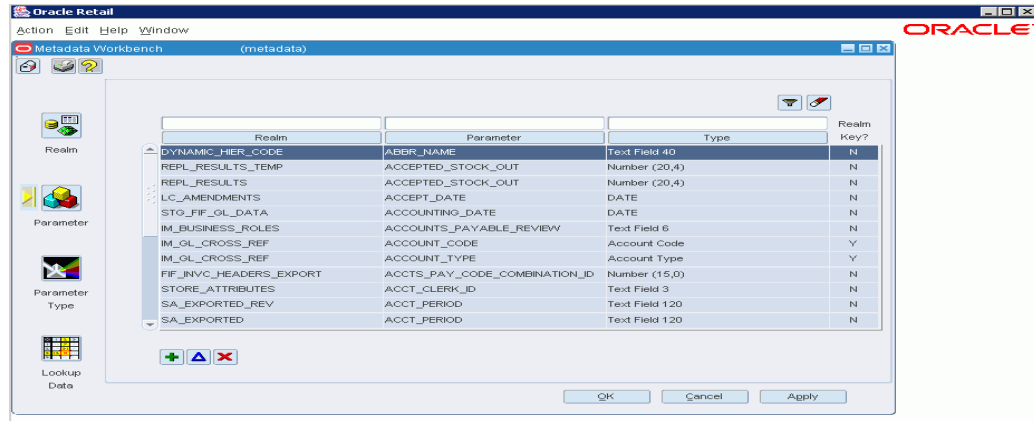 Oracle Retail
Action Edit Help Window
ORACLE
Metadata Workbench (metadata)
Realm
Key?
Realm Parameter Type
DYNAMIC_HIER_CODE ABBR_NAME Text Field 40 N
REPL_RESULTS_TEMP ACCEPTED_STOCK_OUT Number (20,4) N
REPL_RESULTS ACCEPTED_STOCK_OUT Number (20,4) N
LC_AMENDMENTS ACCEPT_DATE DATE N
STG_FIF_GL_DATA ACCOUNTING_DATE DATE N
IM_BUSINESS_ROLES ACCOUNTS_PAYABLE_REVIEW Text Field 6 N
IM_GL_CROSS_REF ACCOUNT_CODE Account Code Y
IM_GL_CROSS_REF ACCOUNT_TYPE Account Type Y
FIF_INVC_HEADERS_EXPORT ACCTS_PAY_CODE_COMBINATION_ID Number (15,0) N
STORE_ATTRIBUTES ACCT_CLERK_ID Text Field 3 N
SA_EXPORTED_REV ACCT_PERIOD Text Field 120 N
SA_EXPORTED ACCT_PERIOD Text Field 120 N
Realm
Parameter
Parameter
Type
Lookup
Data
OK Cancel Apply